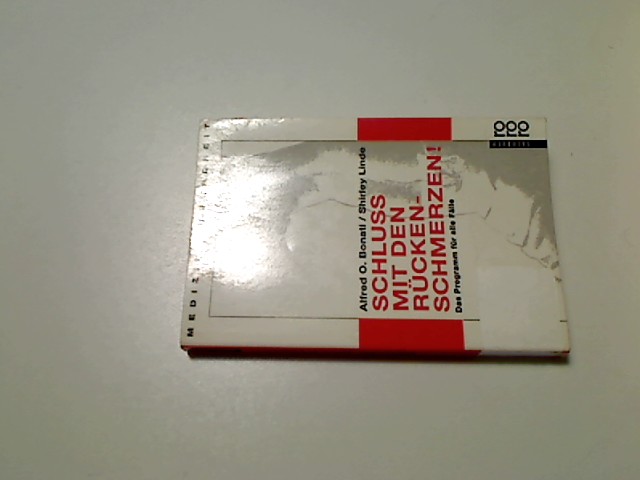 Alfred O. Bonati / Shirley Linde
SCHLUSS
MIT DEN
RÜCKEN-
SCHMERZEN!
Das Programm für alle Fälle
rororo